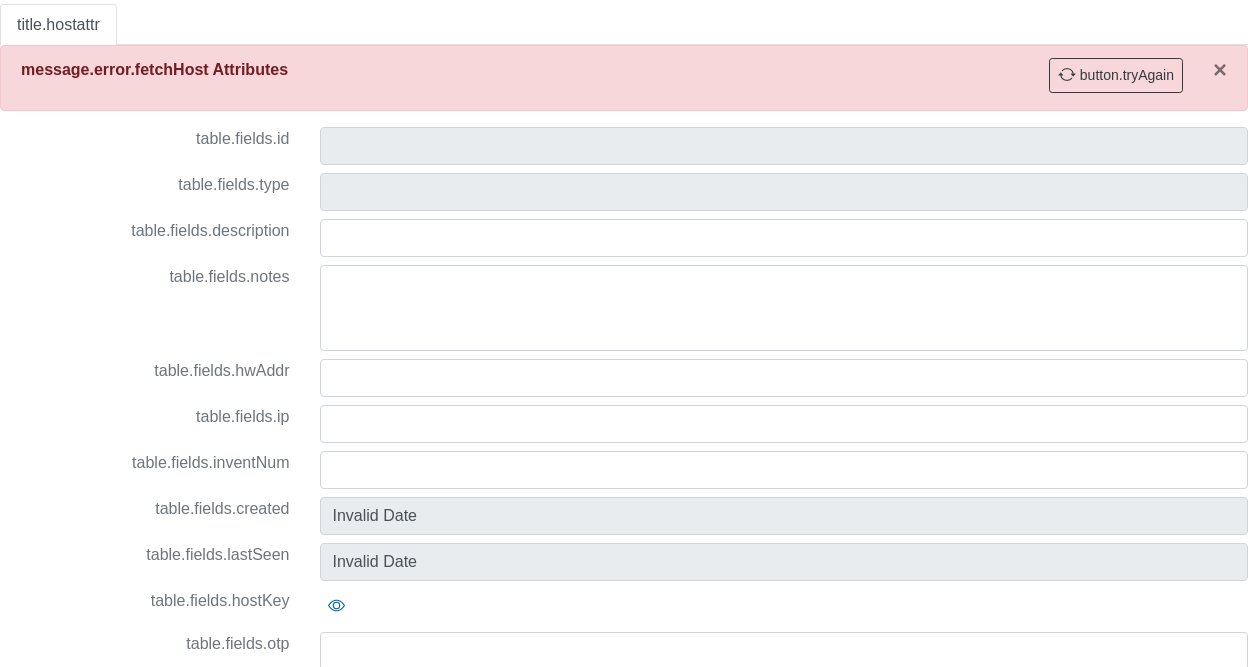 title.hostattr
message.error.fetchHost Attributes
button.tryAgain
×
table.fields.id
table.fields.type
table.fields.description
table.fields.notes
table.fields.hwAddr
table.fields.ip
table.fields.inventNum
table.fields.created Invalid Date
table.fields.lastSeen Invalid Date
table.fields.hostKey
table.fields.otp